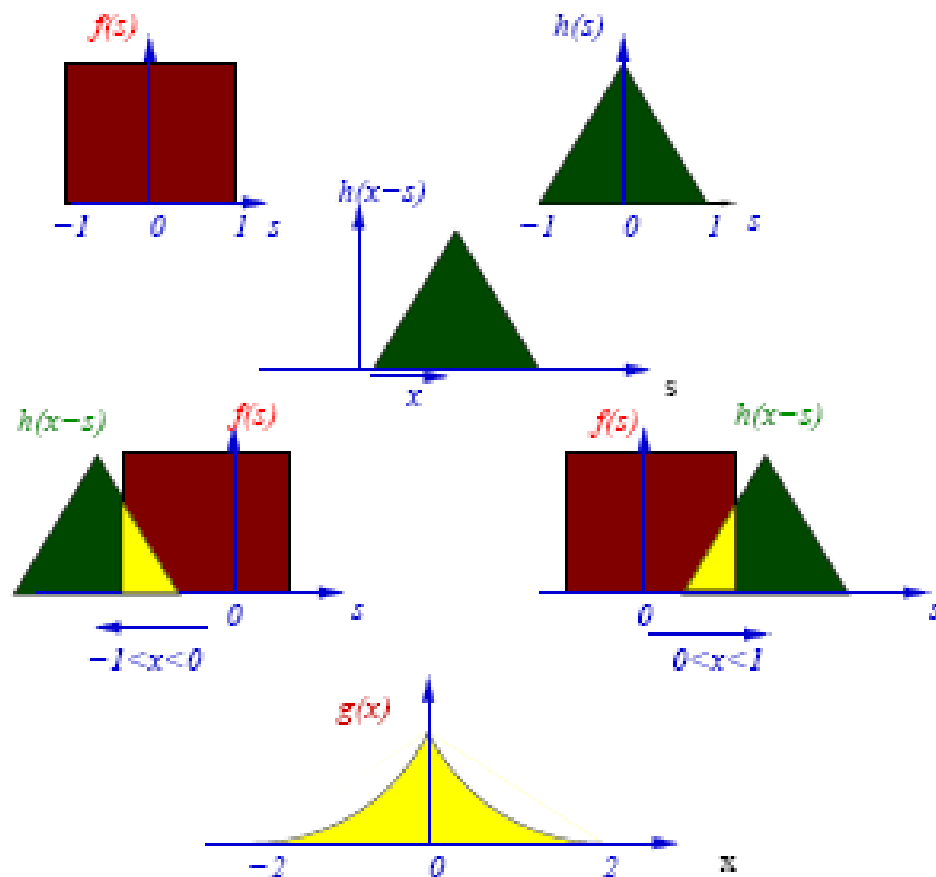 f(s)
h(s)
−1 0 1 s
−1 0 1 s
h(x−s)
x
s
h(x−s) f(s)
f(s) h(x−s)
0 s
0 s
−1<x<0
0<x<1
g(x)
−2 0 2 x